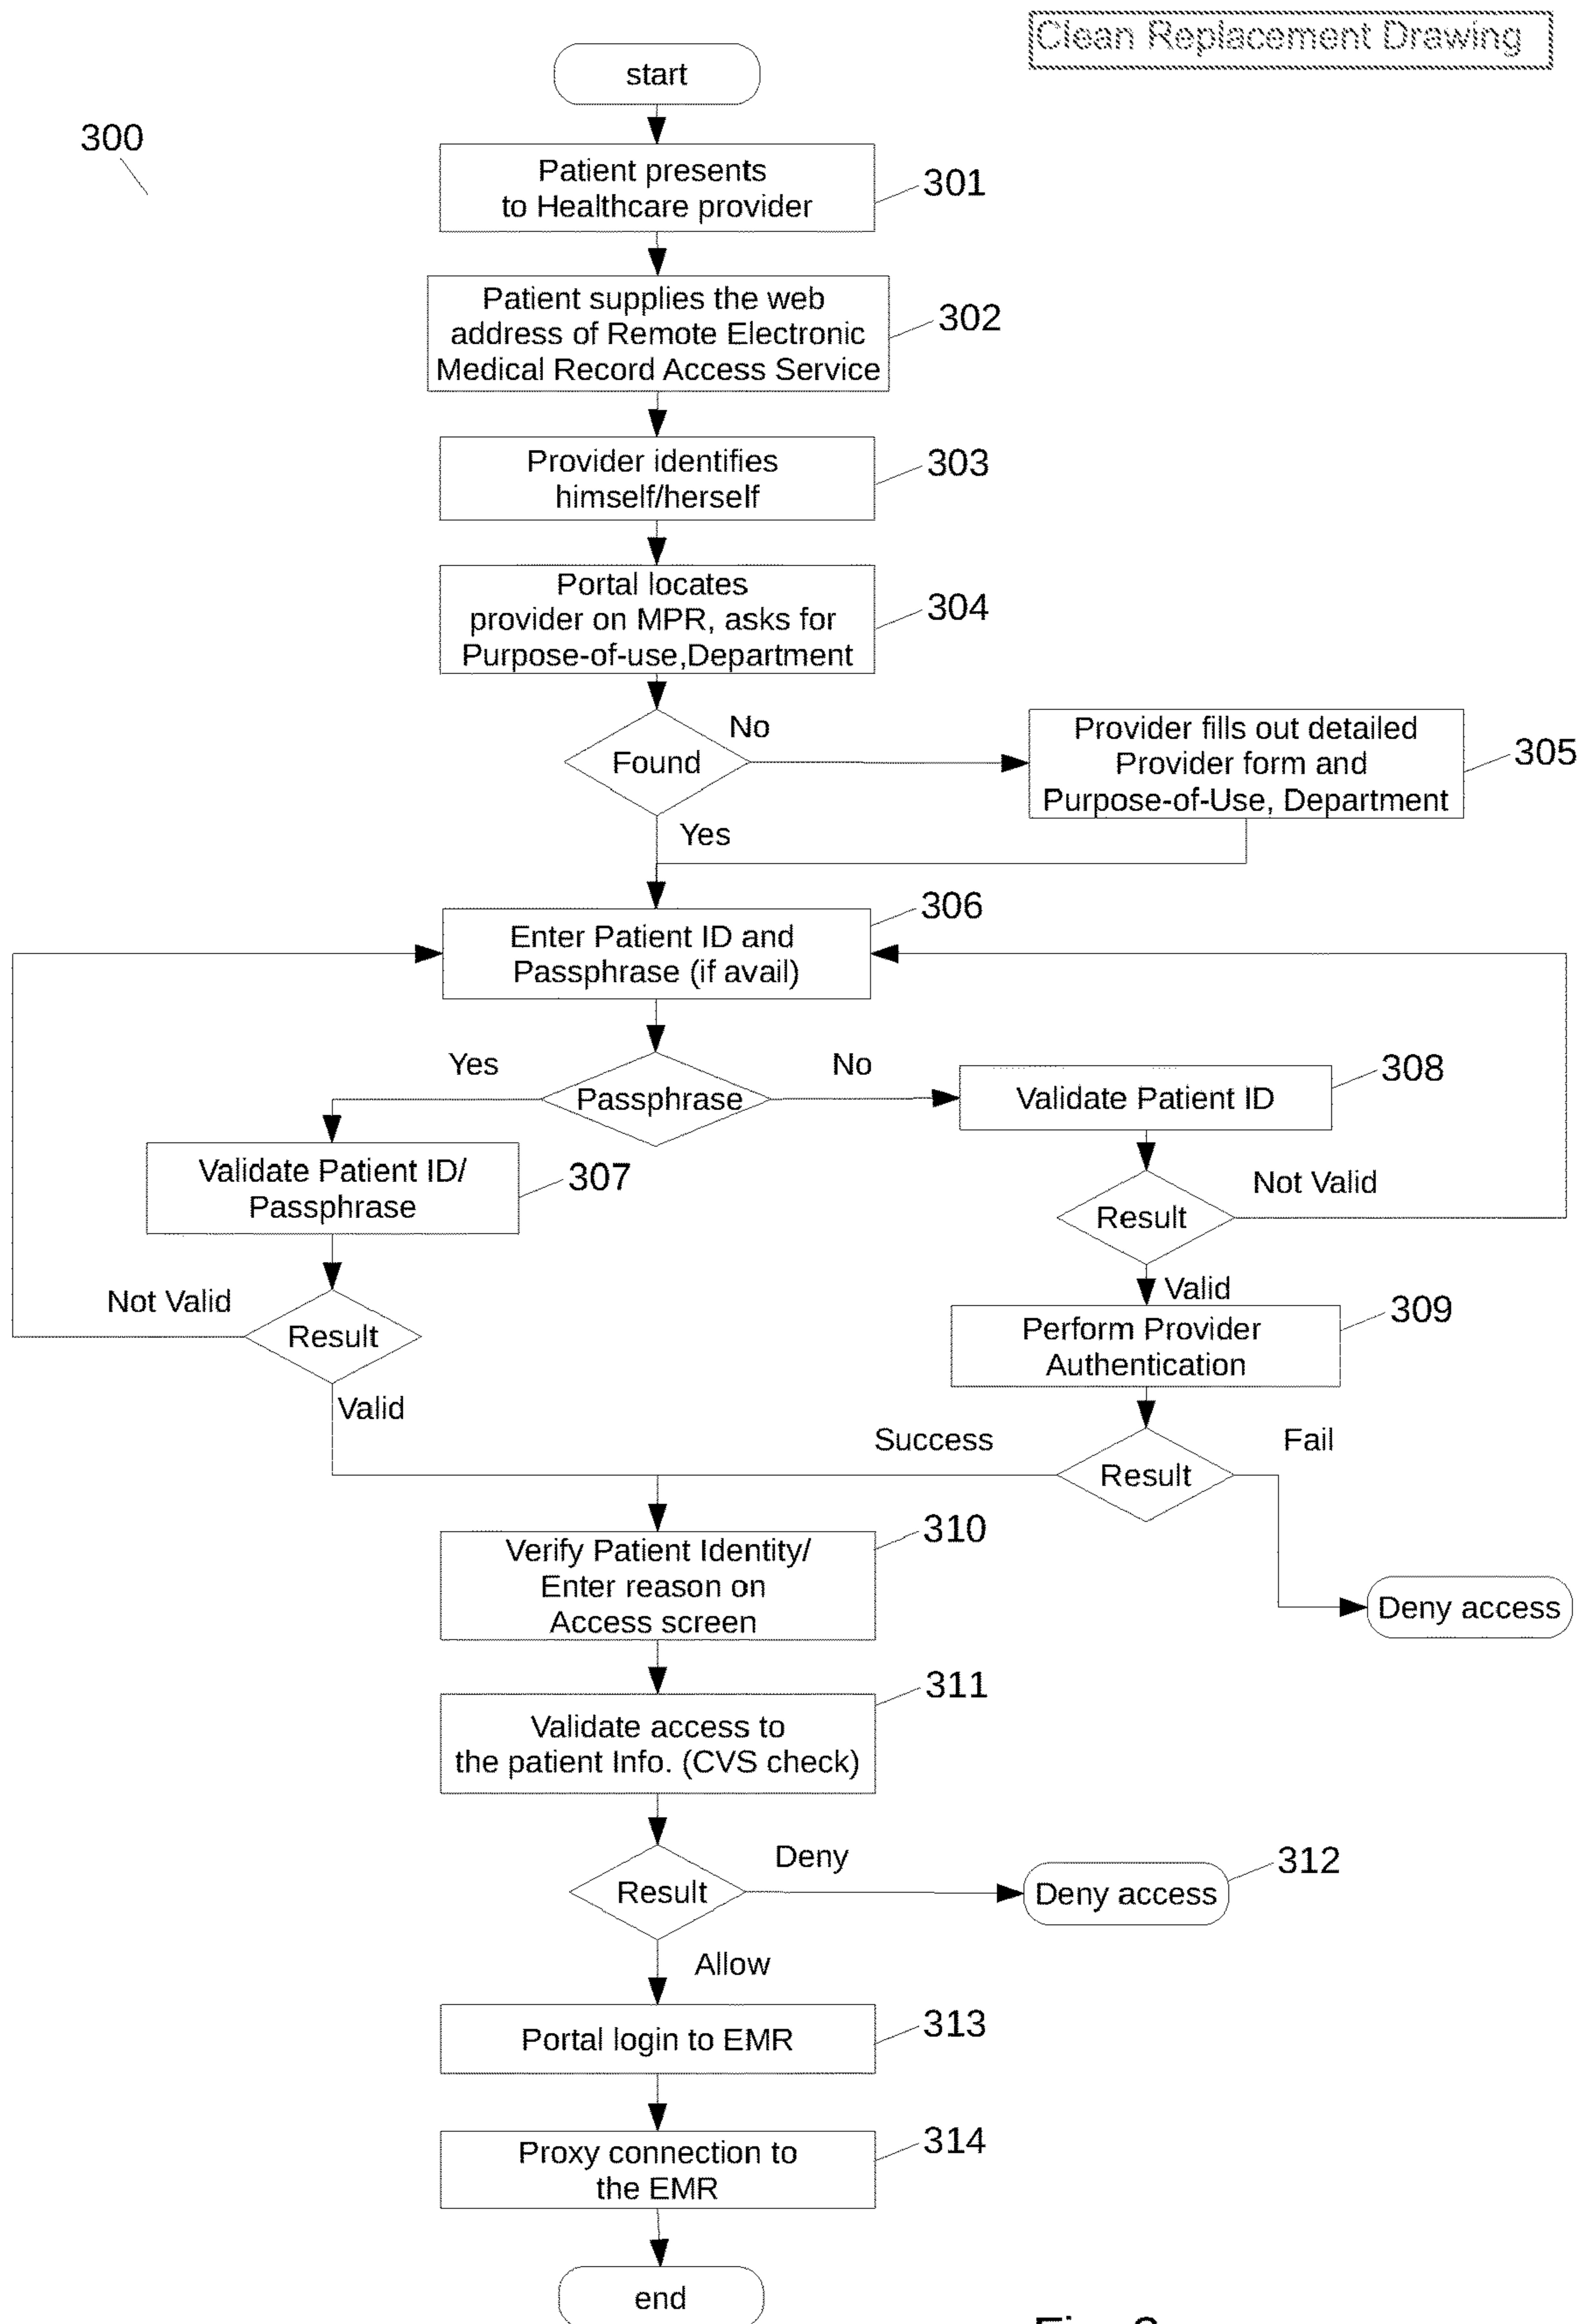 Clean Replacement Drawing
start
300
Patient presents
to Healthcare provider
301
Patient supplies the web
address of Remote Electronic
Medical Record Access Service
302
Provider identifies
himself/herself
303
Portal locates
provider on MPR, asks for
Purpose-of-use,Department
304
Found
No
Provider fills out detailed
Provider form and
Purpose-of-Use, Department
305
Yes
306
Enter Patient ID and
Passphrase (if avail)
Yes
Passphrase
No
Validate Patient ID
308
Validate Patient ID/
Passphrase
307
Result
Not Valid
Valid
Not Valid
Result
Perform Provider
Authentication
309
Valid
Success
Result
Fail
Verify Patient Identity/
Enter reason on
Access screen
310
Deny access
Validate access to
the patient Info. (CVS check)
311
Result
Deny
Deny access
312
Allow
Portal login to EMR
313
Proxy connection to
the EMR
314
end